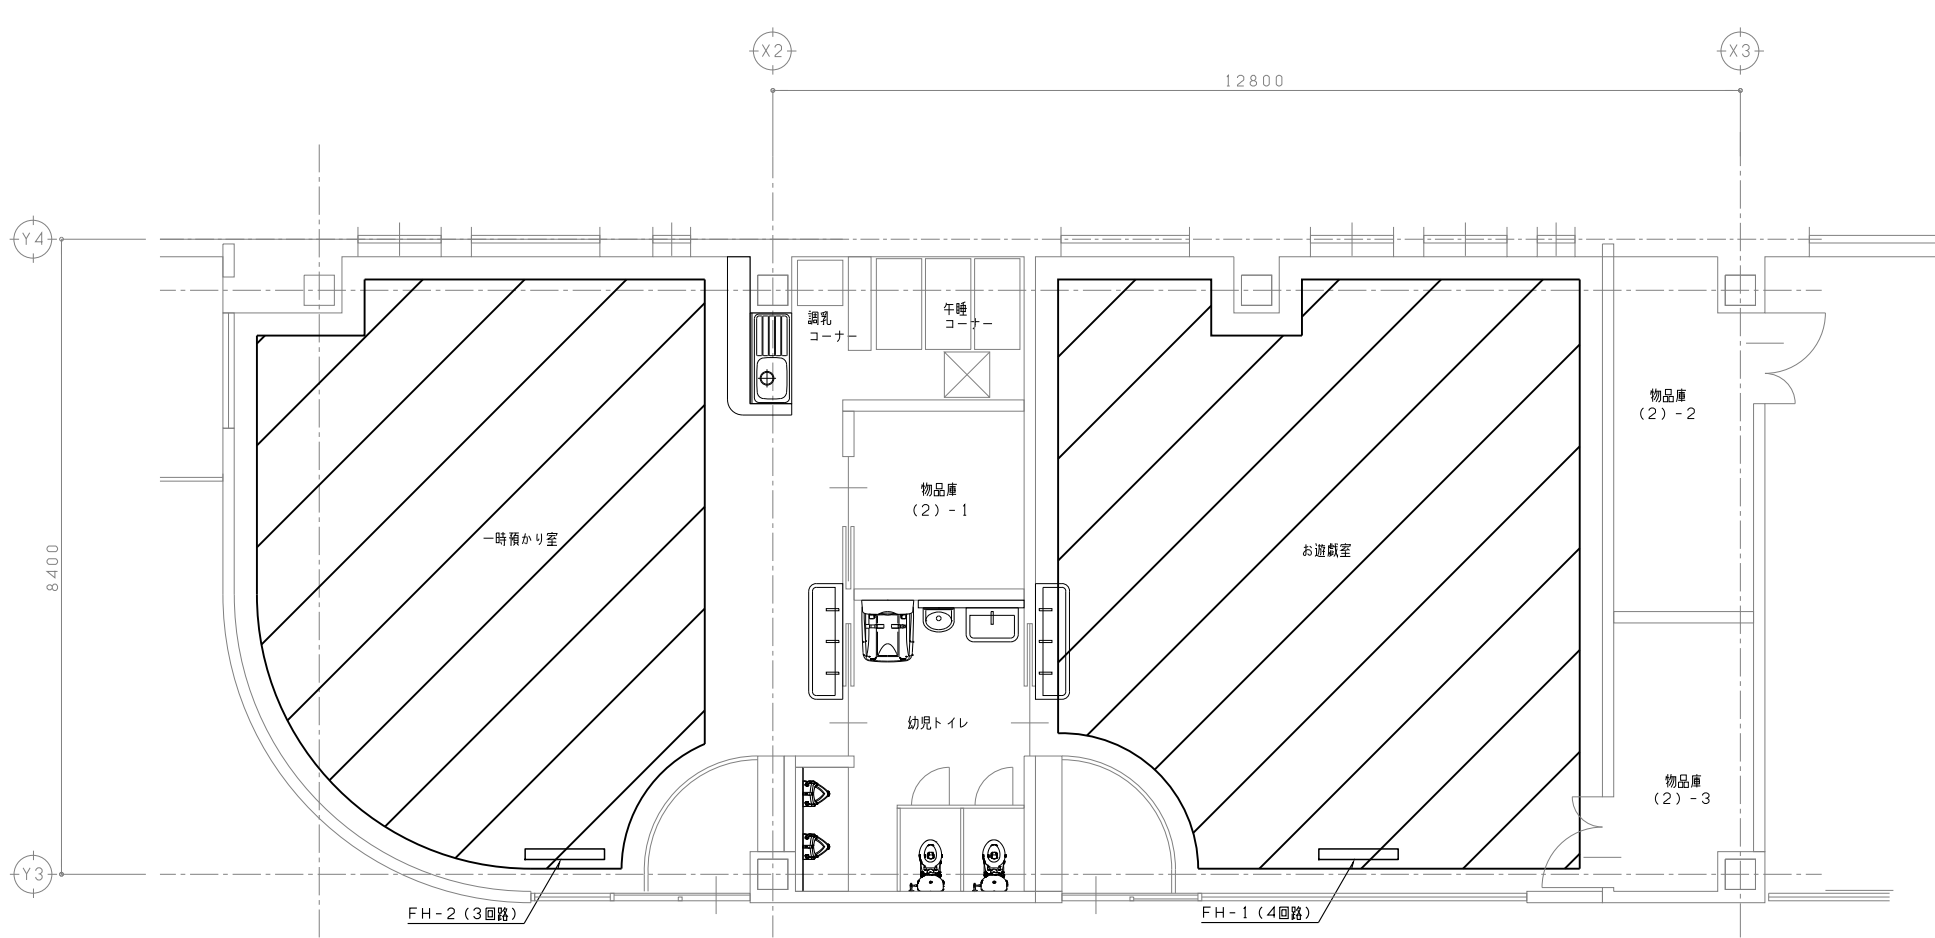 X2
X3
12800
Y4
調乳
コーナー
午睡
コーナー
物品庫
(2)-2
物品庫
(2)-1
一時預かり室
お遊戯室
8400
幼児トイレ
物品庫
(2)-3
Y3
FH-2(3回路)
FH-1(4回路)